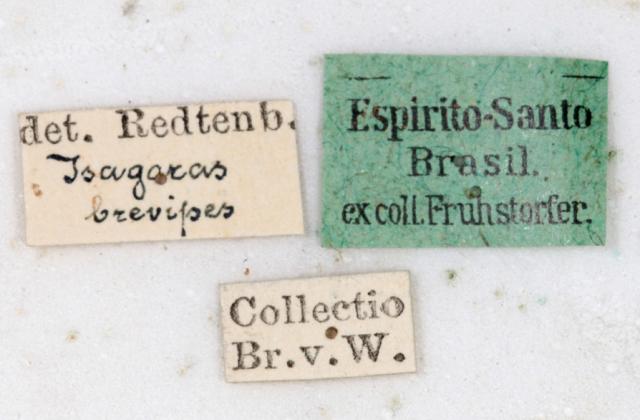 det. Redtenb.
Isagoras
brevipes
Espirito-Santo
Brasil.
ex coll. Fruhstorfer.
Collectio
Br. v. W.